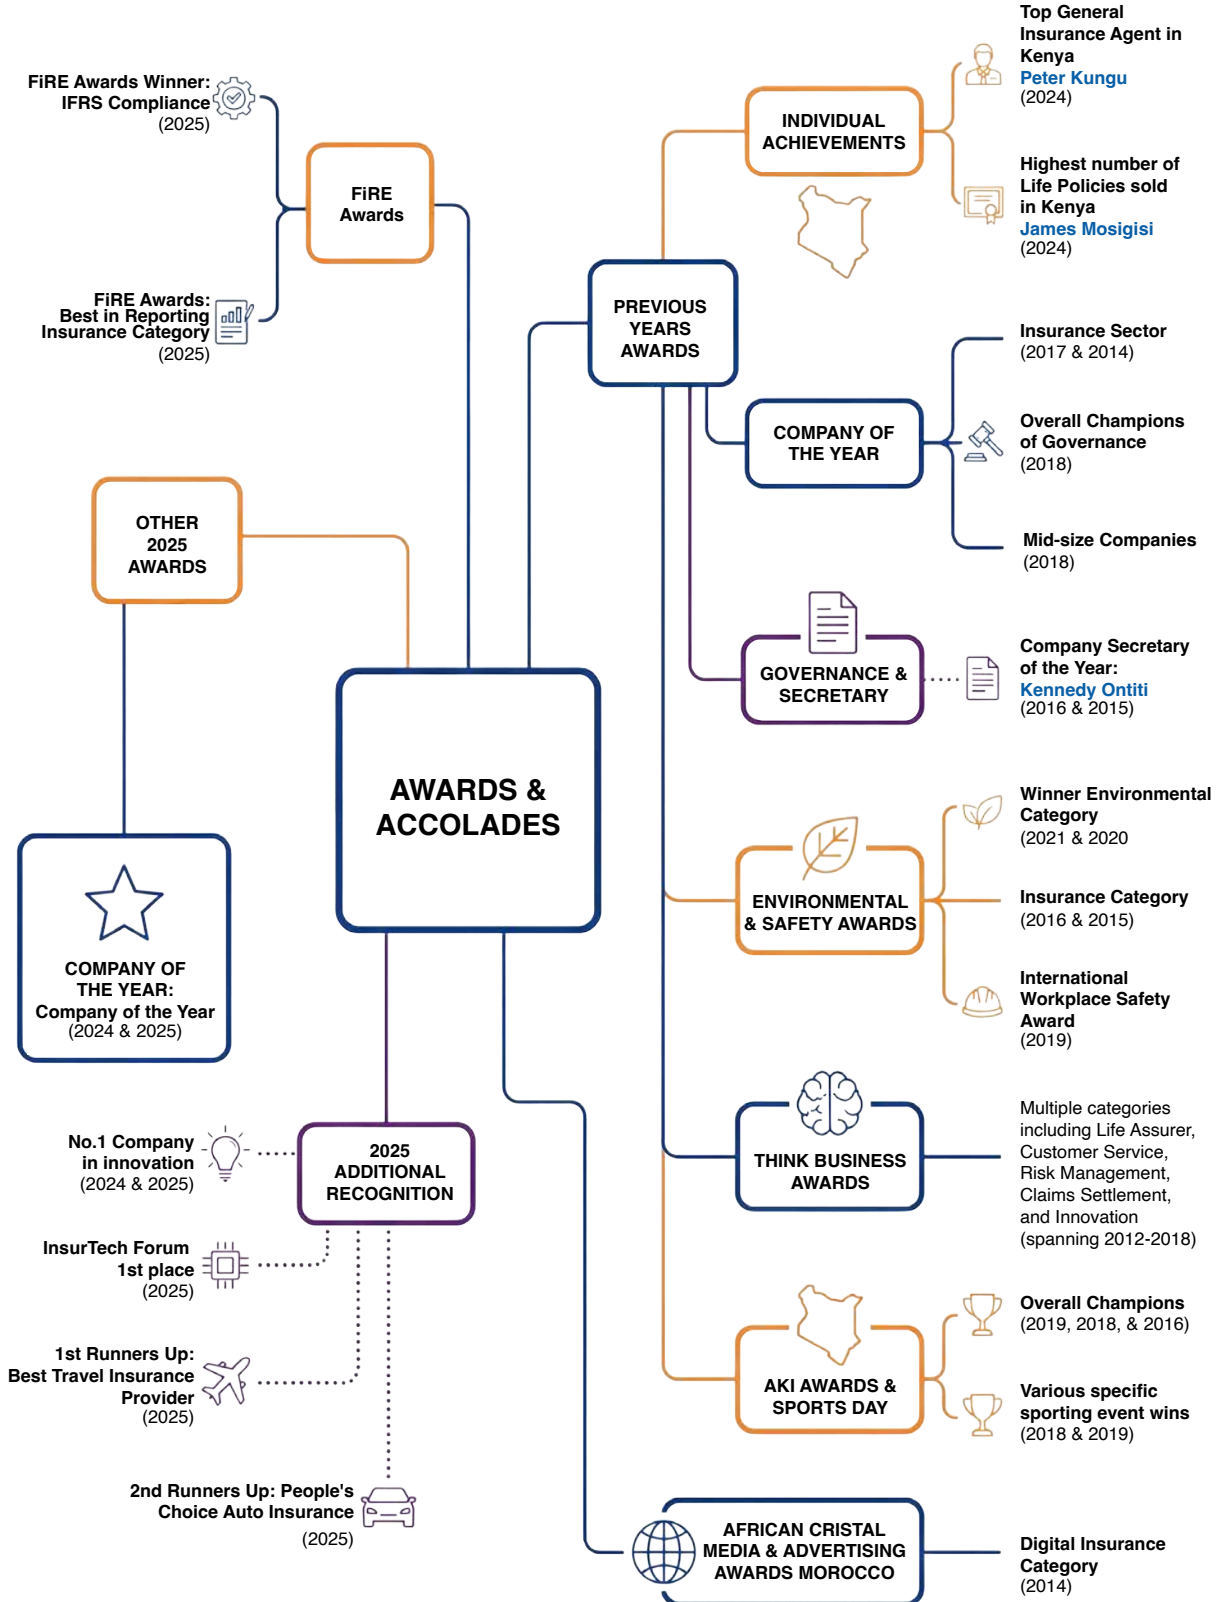 FiRE Awards Winner:
IFRS Compliance
(2025)
FiRE
Awards
FiRE Awards:
Best in Reporting
Insurance Category
(2025)
OTHER
2025
AWARDS
COMPANY OF
THE YEAR:
Company of the Year
(2024 & 2025)
AWARDS &
ACCOLADES
2025
ADDITIONAL
RECOGNITION
No.1 Company
in innovation
(2024 & 2025)
InsurTech Forum
1st place
(2025)
1st Runners Up:
Best Travel Insurance
Provider
(2025)
2nd Runners Up: People's
Choice Auto Insurance
(2025)
PREVIOUS
YEARS
AWARDS
INDIVIDUAL
ACHIEVEMENTS
Top General
Insurance Agent in
Kenya
Peter Kungu
(2024)
Highest number of
Life Policies sold
in Kenya
James Mosigisi
(2024)
COMPANY OF
THE YEAR
Insurance Sector
(2017 & 2014)
Overall Champions
of Governance
(2018)
Mid-size Companies
(2018)
GOVERNANCE &
SECRETARY
Company Secretary
of the Year:
Kennedy Ontiti
(2016 & 2015)
ENVIRONMENTAL
& SAFETY AWARDS
Winner Environmental
Category
(2021 & 2020
Insurance Category
(2016 & 2015)
International
Workplace Safety
Award
(2019)
THINK BUSINESS
AWARDS
Multiple categories
including Life Assurer,
Customer Service,
Risk Management,
Claims Settlement,
and Innovation
(spanning 2012-2018)
AKI AWARDS &
SPORTS DAY
Overall Champions
(2019, 2018, & 2016)
Various specific
sporting event wins
(2018 & 2019)
AFRICAN CRISTAL
MEDIA & ADVERTISING
AWARDS MOROCCO
Digital Insurance
Category
(2014)